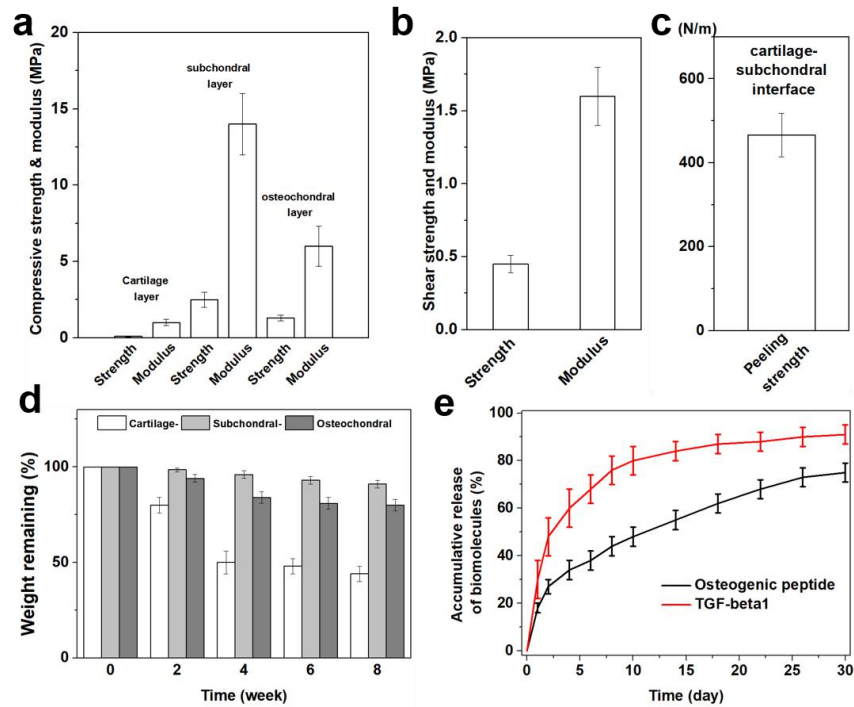 a
Compressive strength & modulus (MPa)
20
15
10
5
0
subchondral
layer
osteochondral
layer
Cartilage
layer
Strength
Modulus
Strength
Modulus
Strength
Modulus
b
Shear strength and modulus (MPa)
2.0
1.5
1.0
0.5
0.0
Strength
Modulus
c
(N/m)
600
400
200
0
cartilage-
subchondral
interface
Peeling
strength
d
Weight remaining (%)
100
50
0
Cartilage-
Subchondral-
Osteochondral
0
2
4
6
8
Time (week)
e
Accumulative release
of biomolecules (%)
100
80
60
40
20
0
Osteogenic peptide
TGF-beta1
0
5
10
15
20
25
30
Time (day)